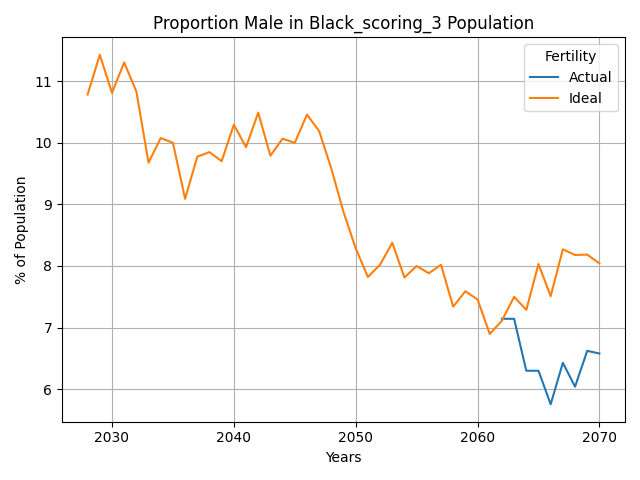 Proportion Male in Black_scoring_3 Population
Fertility
Actual
Ideal
% of Population
11
10
9
8
7
6
2030 2040 2050 2060 2070
Years